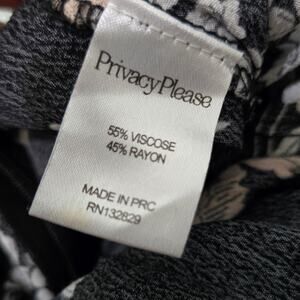 PrivacyPlease
55% VISCOSE
45% RAYON
MADE IN PRC
RN132829